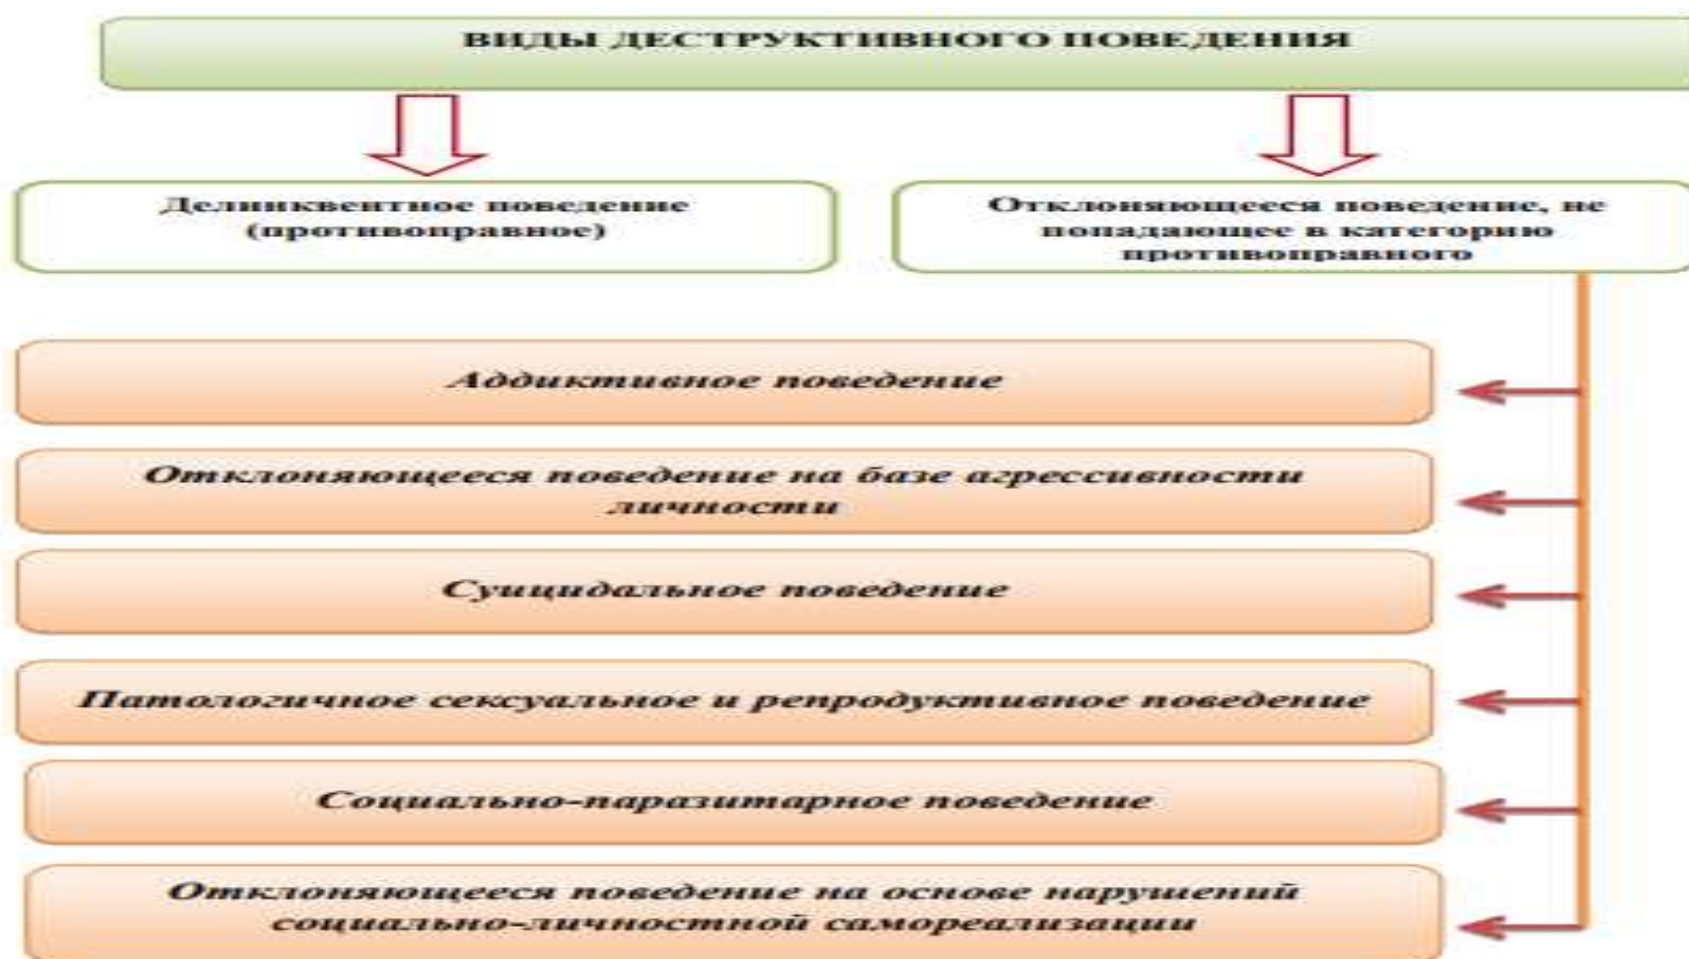 ВИДЫ ДЕСТРУКТИВНОГО ПОВЕДЕНИЯ
Делинквентное поведение
(противоправное)
Отклоняющееся поведение, не
попадающее в категорию
противоправного
Аддиктивное поведение
Отклоняющееся поведение на базе агрессивности
личности
Суицидальное поведение
Патологичное сексуальное и репродуктивное поведение
Социально-паразитарное поведение
Отклоняющееся поведение на основе нарушений
социально-личностной самореализации